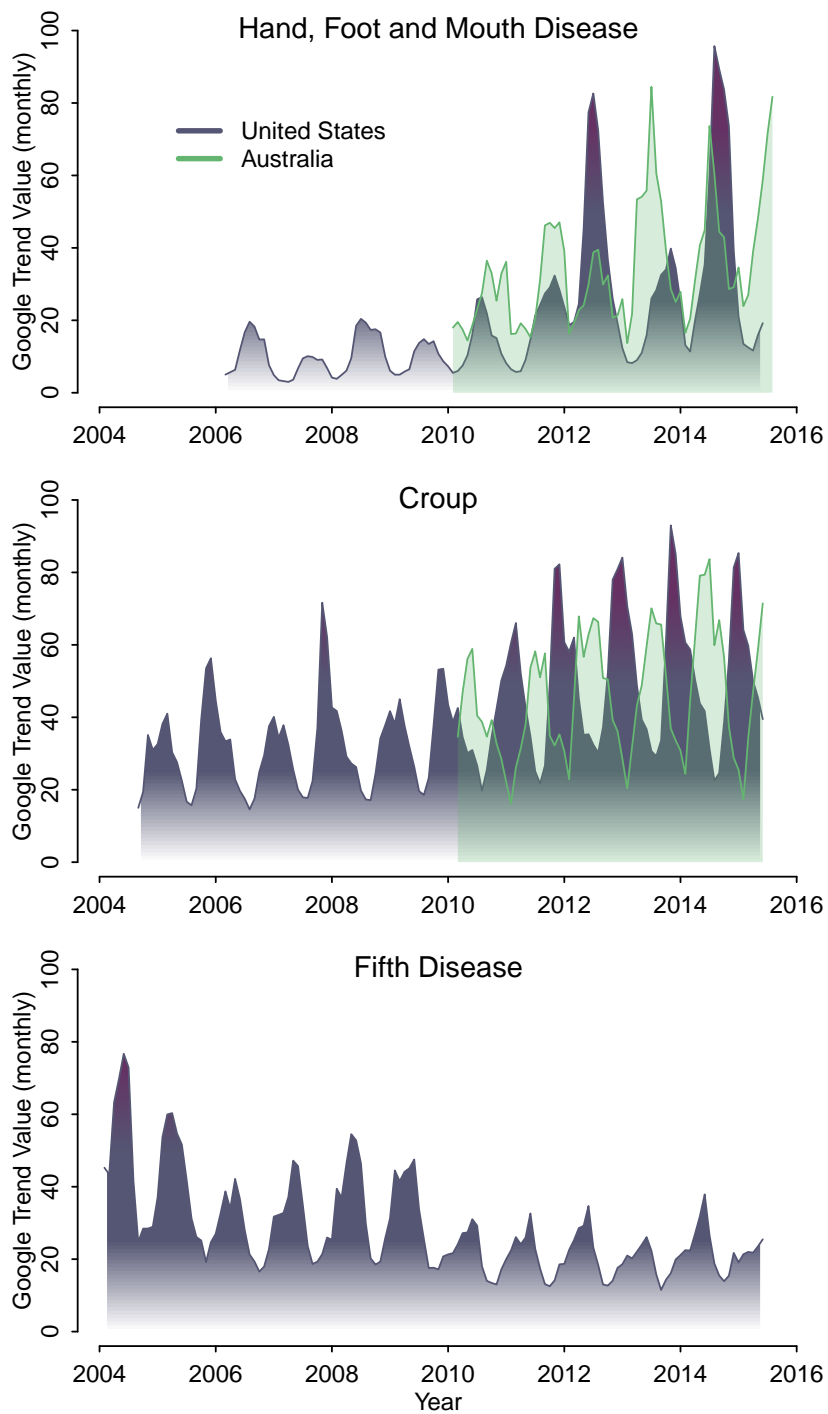 Hand, Foot and Mouth Disease
Google Trend Value (monthly)
100
80
60
40
20
0
United States
Australia
2004 2006 2008 2010 2012 2014 2016
Croup
Google Trend Value (monthly)
100
80
60
40
20
0
2004 2006 2008 2010 2012 2014 2016
Fifth Disease
Google Trend Value (monthly)
100
80
60
40
20
0
2004 2006 2008 2010 2012 2014 2016
Year